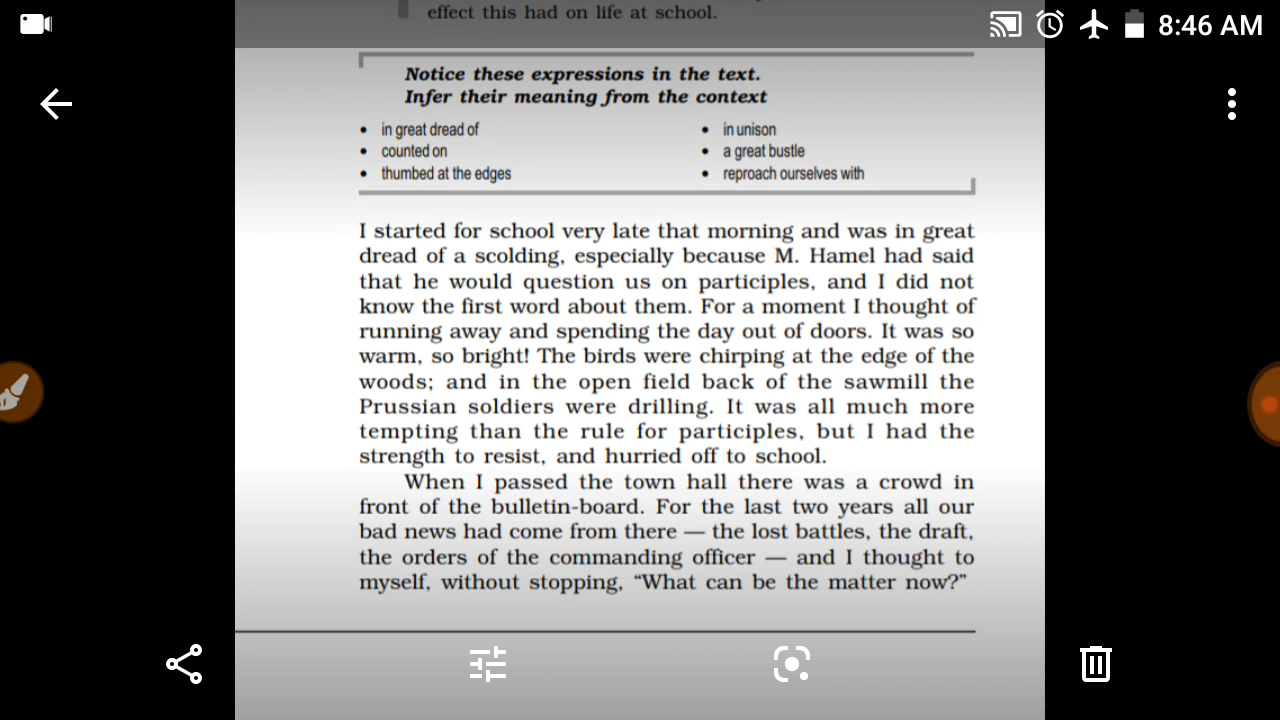 effect this had on life at school.
8:46 AM
Notice these expressions in the text.
Infer their meaning from the context
• in great dread of
• counted on
• thumbed at the edges
• in unison
• a great bustle
• reproach ourselves with
I started for school very late that morning and was in great
dread of a scolding, especially because M. Hamel had said
that he would question us on participles, and I did not
know the first word about them. For a moment I thought of
running away and spending the day out of doors. It was so
warm, so bright! The birds were chirping at the edge of the
woods; and in the open field back of the sawmill the
Prussian soldiers were drilling. It was all much more
tempting than the rule for participles, but I had the
strength to resist, and hurried off to school.
When I passed the town hall there was a crowd in
front of the bulletin-board. For the last two years all our
bad news had come from there — the lost battles, the draft,
the orders of the commanding officer — and I thought to
myself, without stopping, “What can be the matter now?”